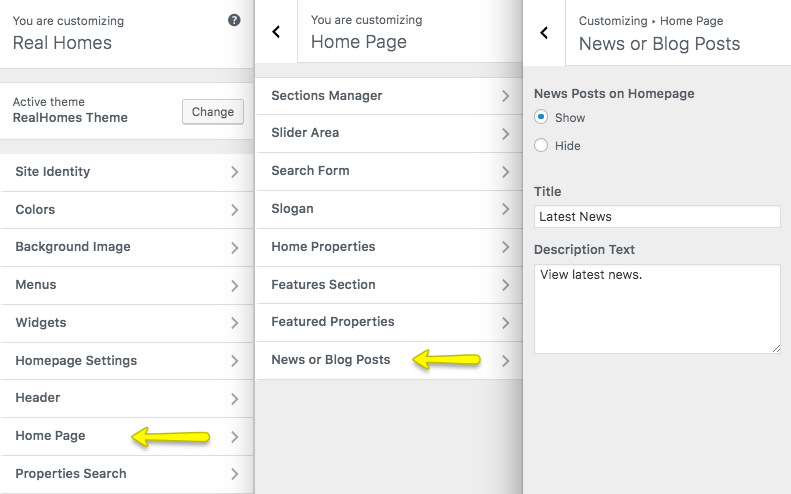 You are customizing
Real Homes
Active theme
RealHomes Theme
Change
Site Identity
Colors
Background Image
Menus
Widgets
Homepage Settings
Header
Home Page
Properties Search
You are customizing
Home Page
Sections Manager
Slider Area
Search Form
Slogan
Home Properties
Features Section
Featured Properties
News or Blog Posts
Customizing ▸ Home Page
News or Blog Posts
News Posts on Homepage
Show
Hide
Title
Latest News
Description Text
View latest news.